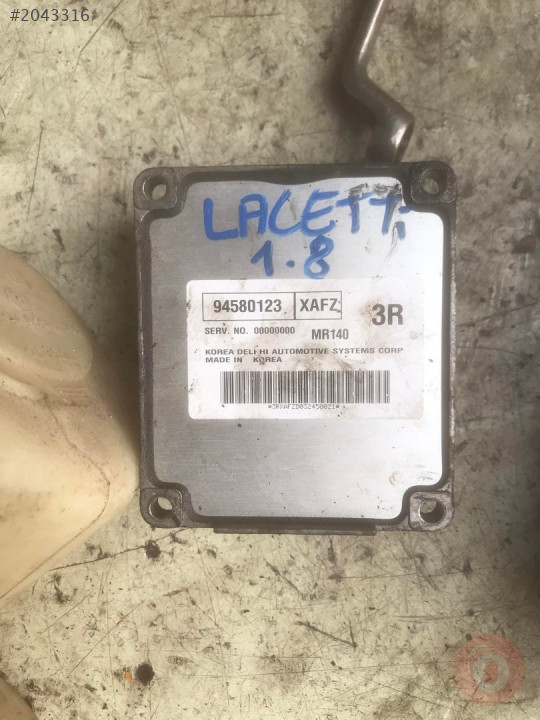 #2043316
LACETTi
1.8
94580123 XAFZ 3R
SERV. NO. 00000000 MR140
KOREA DELPHI AUTOMOTIVE SYSTEMS CORP
MADE IN KOREA